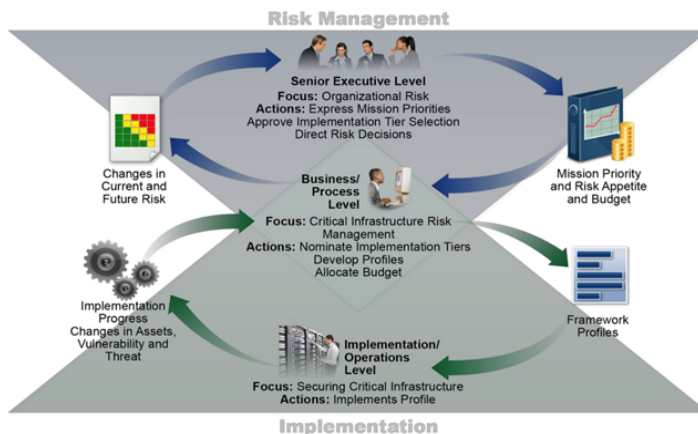 Risk Management
Senior Executive Level
Focus: Organizational Risk
Actions: Express Mission Priorities
Approve Implementation Tier Selection
Direct Risk Decisions
Changes in
Current and
Future Risk
Mission Priority
and Risk Appetite
and Budget
Business/
Process
Level
Focus: Critical Infrastructure Risk
Management
Actions: Nominate Implementation Tiers
Develop Profiles
Allocate Budget
Implementation
Progress
Changes in Assets,
Vulnerability and
Threat
Framework
Profiles
Implementation/
Operations
Level
Focus: Securing Critical Infrastructure
Actions: Implements Profile
Implementation